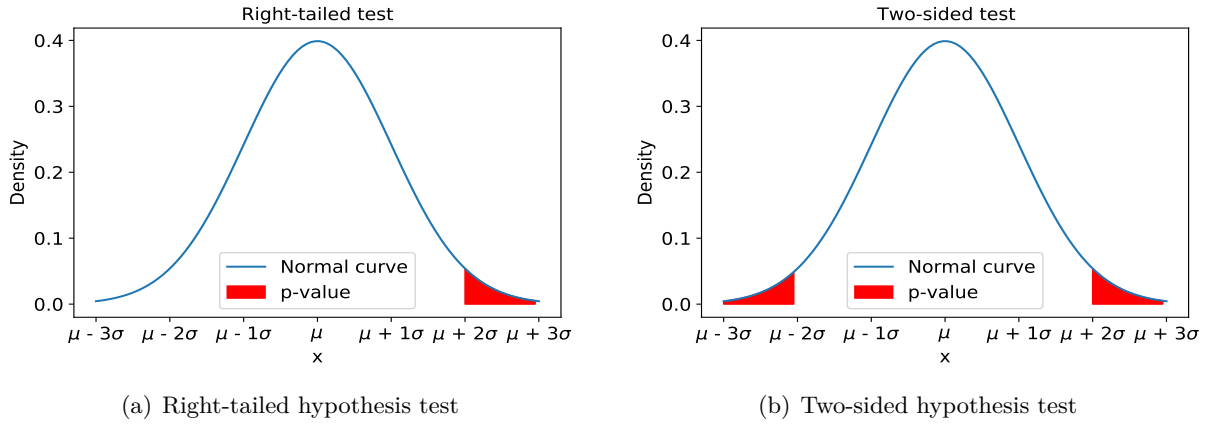 Right-tailed test
0.4
0.3
0.2
0.1
0.0
Density
Normal curve
p-value
μ - 3σ μ - 2σ μ - 1σ μ μ + 1σ μ + 2σ μ + 3σ
x
(a) Right-tailed hypothesis test
Two-sided test
0.4
0.3
0.2
0.1
0.0
Density
Normal curve
p-value
μ - 3σ μ - 2σ μ - 1σ μ μ + 1σ μ + 2σ μ + 3σ
x
(b) Two-sided hypothesis test